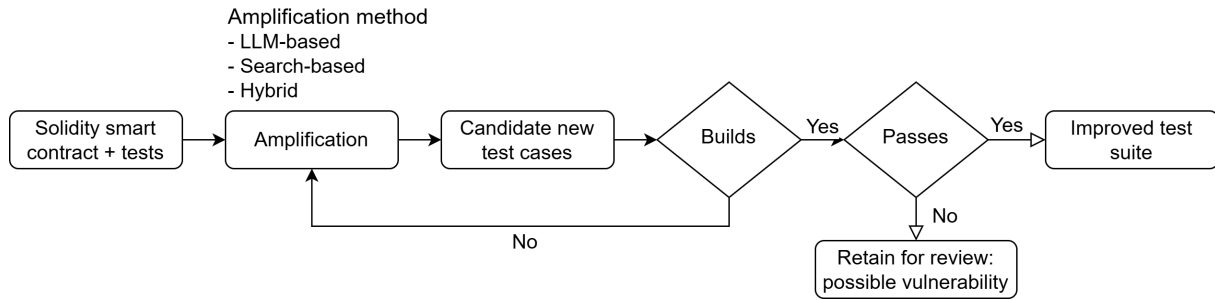 Amplification method
- LLM-based
- Search-based
- Hybrid
Solidity smart
contract + tests
Amplification
Candidate new
test cases
Builds
Yes
Passes
Yes
Improved test
suite
No
No
Retain for review:
possible vulnerability